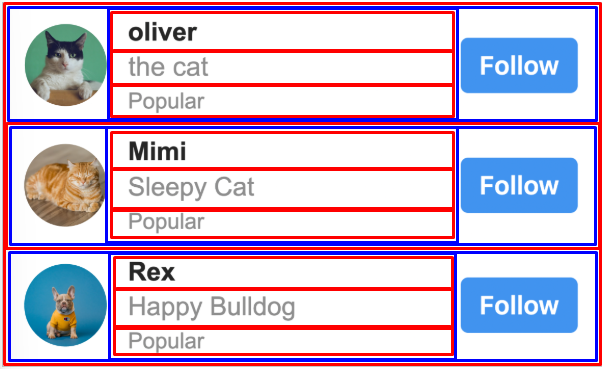 oliver
the cat
Popular
Follow
Mimi
Sleepy Cat
Popular
Follow
Rex
Happy Bulldog
Popular
Follow